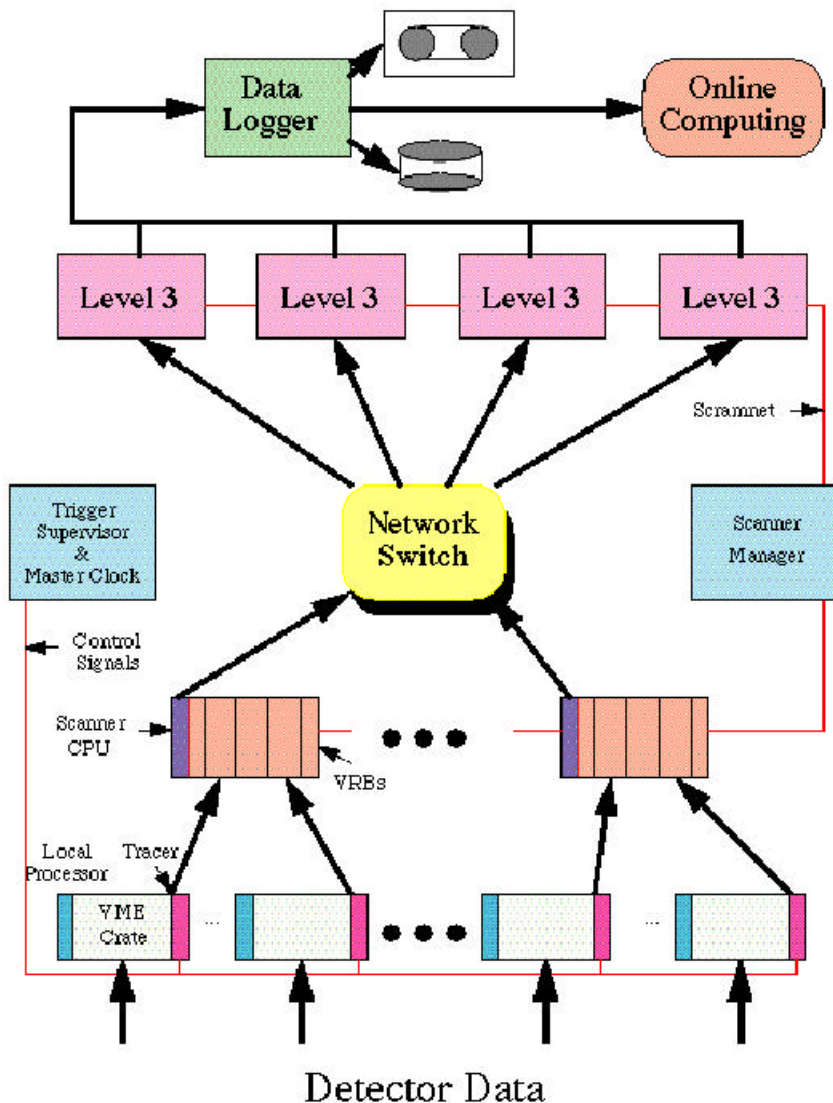 Data
Logger
Online
Computing
Level 3
Level 3
Level 3
Level 3
Scramnet
Trigger
Supervisor
&
Master Clock
Network
Switch
Scanner
Manager
Control
Signals
Scanner
CPU
VRBs
Local
Processor
Tracer
VME
Crate
...
...
Detector Data